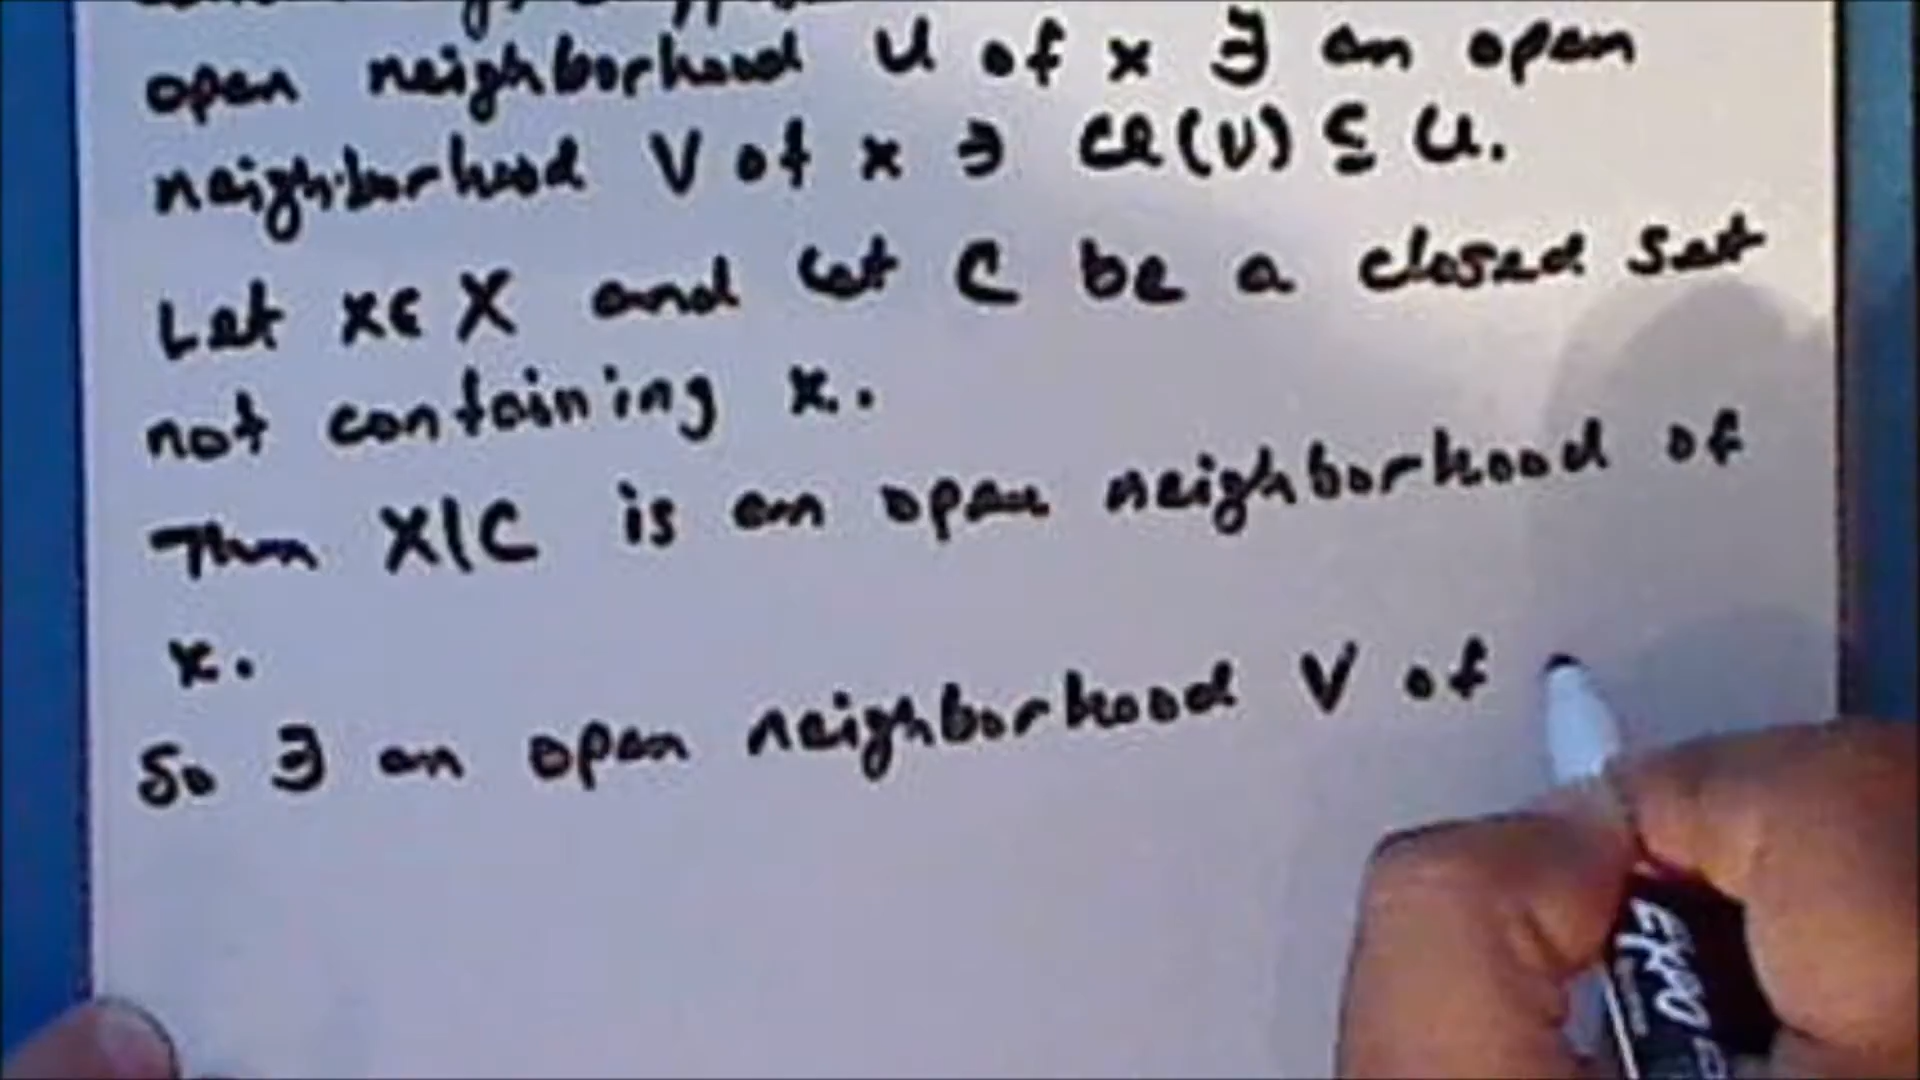 open neighborhood U of x ∃ an open
neighborhood V of x ∋ Cl(V) ⊆ U.
Let x∈X and let C be a closed set
not containing x.
Then X\C is an open neighborhood of
x.
So ∃ an open neighborhood V of
EXPO